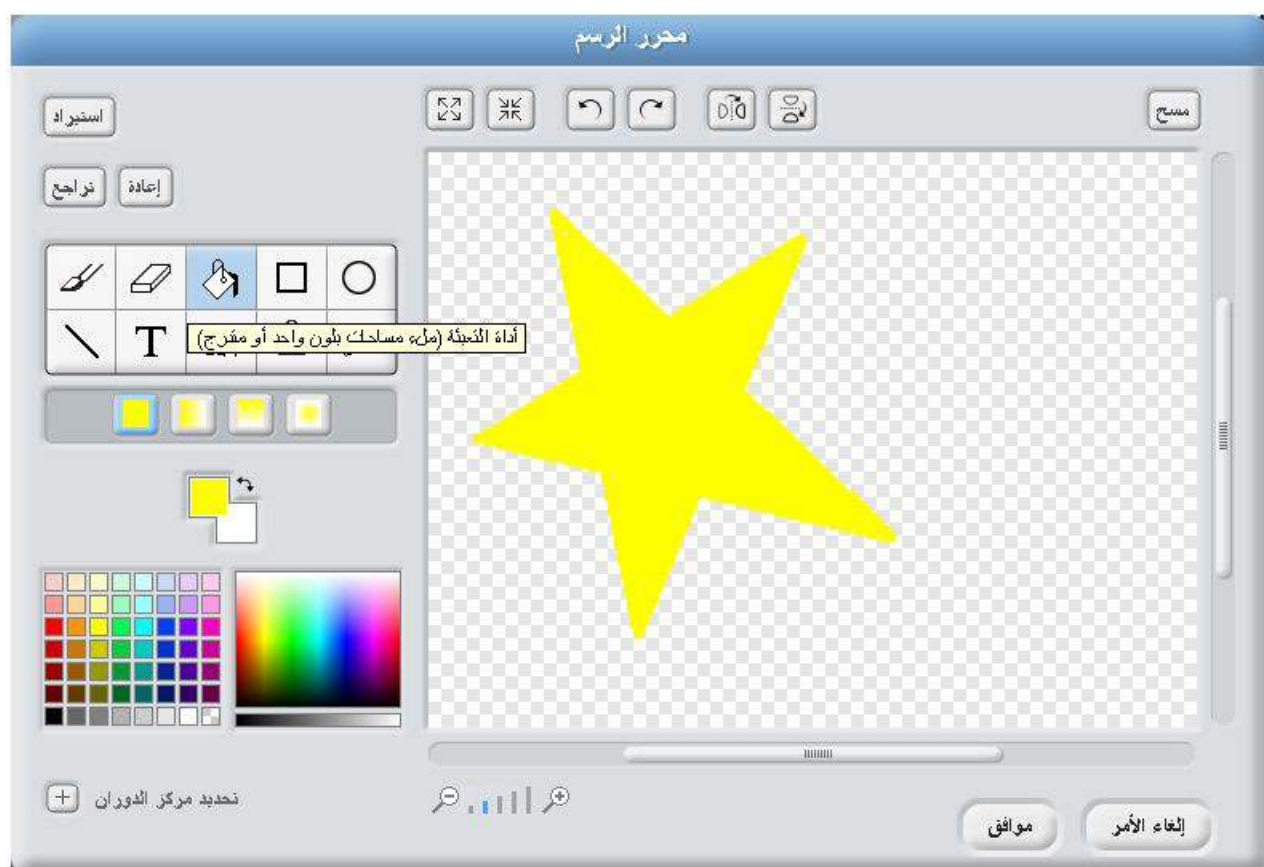 محرر الرسم
استيراد
مسح
تراجع
إعادة
T
أداة التعبئة (ملء مساحات بلون واحد أو متدرج)
تحديد مركز الدوران
موافق
إلغاء الأمر